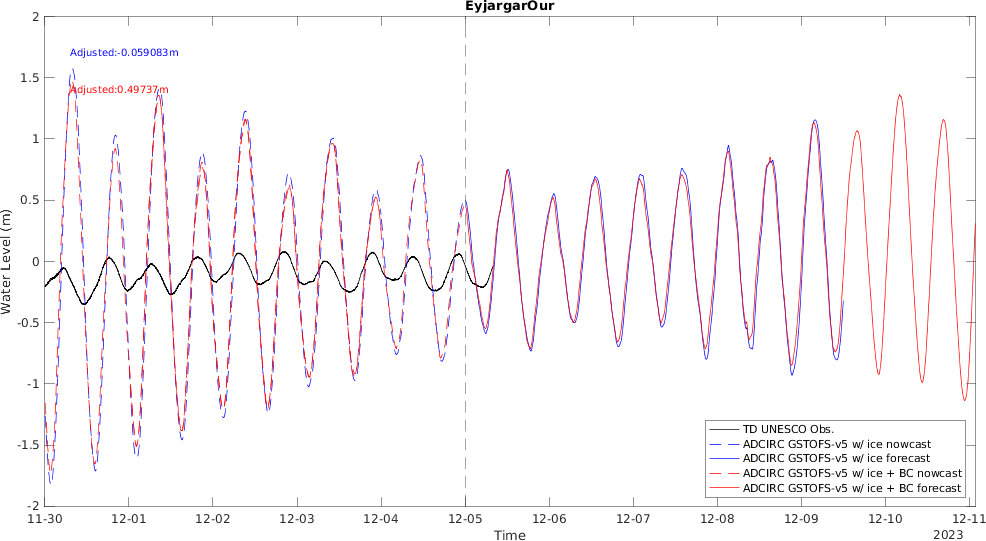 EyjargarOur
Adjusted:-0.059083m
Adjusted:0.49737m
Water Level (m)
2
1.5
1
0.5
0
-0.5
-1
-1.5
-2
TD UNESCO Obs.
ADCIRC GSTOFS-v5 w/ ice nowcast
ADCIRC GSTOFS-v5 w/ ice forecast
ADCIRC GSTOFS-v5 w/ ice + BC nowcast
ADCIRC GSTOFS-v5 w/ ice + BC forecast
11-30 12-01 12-02 12-03 12-04 12-05 12-06 12-07 12-08 12-09 12-10 12-11
Time
2023